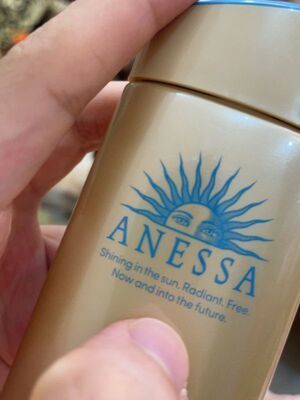 ANESSA
Shining in the sun. Radiant. Free.
Now and into the future.